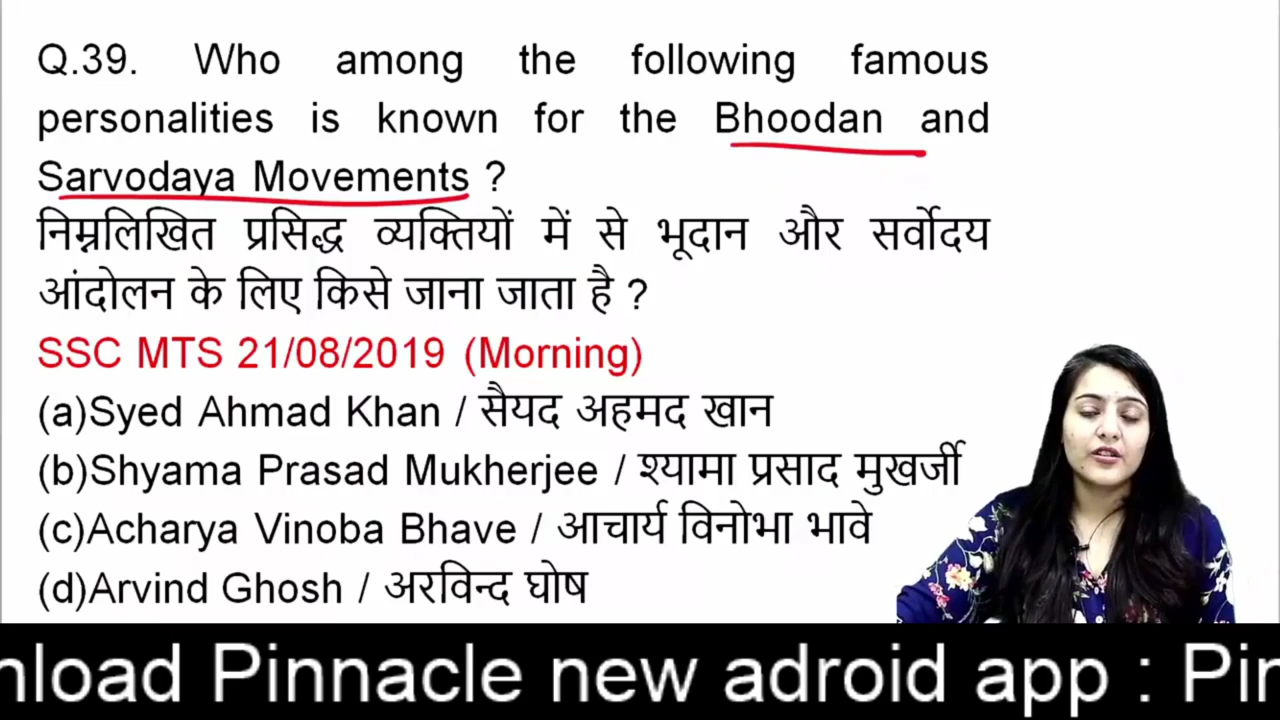 Q.39. Who among the following famous
personalities is known for the Bhoodan and
Sarvodaya Movements ?
निम्नलिखित प्रसिद्ध व्यक्तियों में से भूदान और सर्वोदय
आंदोलन के लिए किसे जाना जाता है ?
SSC MTS 21/08/2019 (Morning)
(a)Syed Ahmad Khan / सैयद अहमद खान
(b)Shyama Prasad Mukherjee / श्यामा प्रसाद मुखर्जी
(c)Acharya Vinoba Bhave / आचार्य विनोभा भावे
(d)Arvind Ghosh / अरविन्द घोष
nload Pinnacle new adroid app : Pin